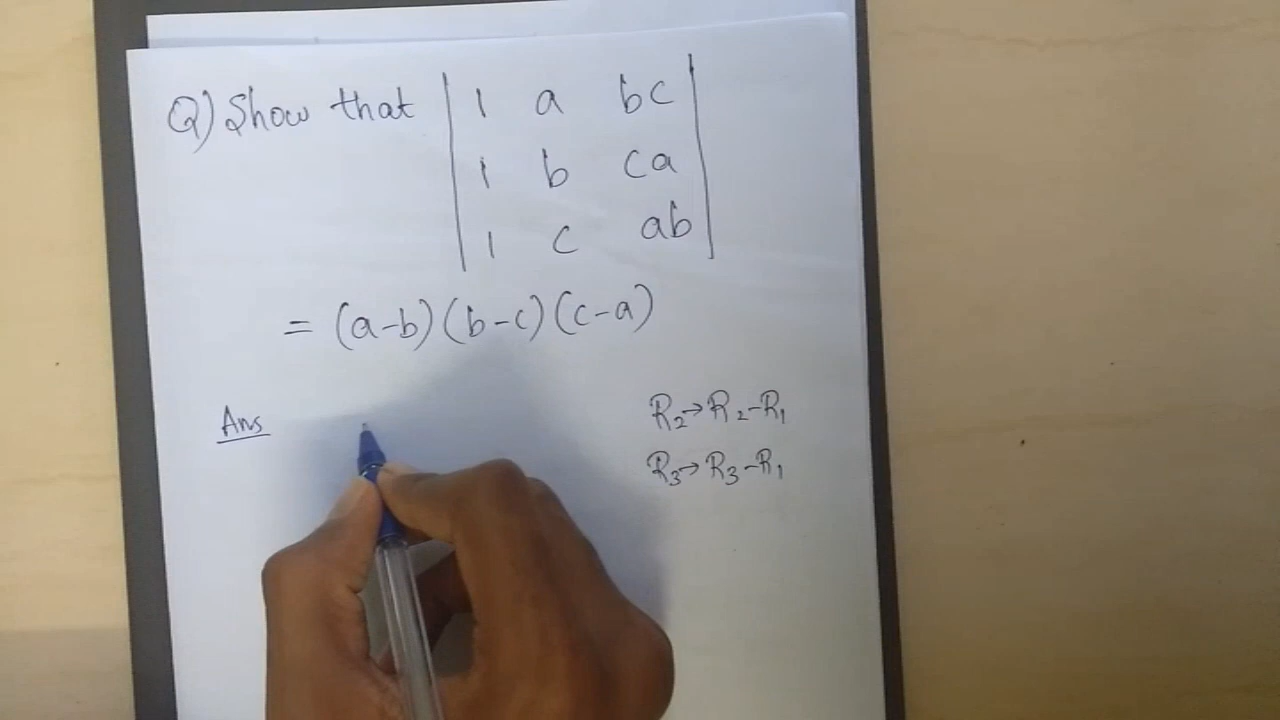 Q) Show that | 1 a bc |
| 1 b ca |
| 1 c ab |
= (a-b)(b-c)(c-a)
Ans
R₂→R₂-R₁
R₃→R₃-R₁